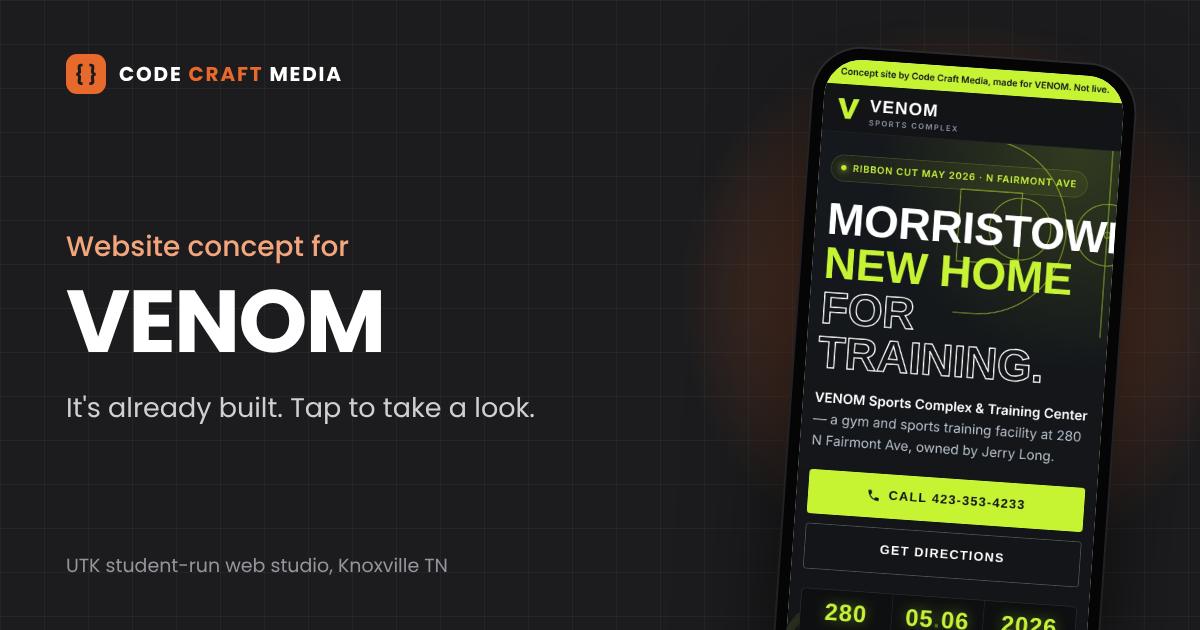 { } CODE CRAFT MEDIA
Website concept for
VENOM
It's already built. Tap to take a look.
UTK student-run web studio, Knoxville TN
Concept site by Code Craft Media, made for VENOM. Not live.
V VENOM
SPORTS COMPLEX
RIBBON CUT MAY 2026 · N FAIRMONT AVE
MORRISTOW
NEW HOME
FOR
TRAINING.
VENOM Sports Complex & Training Center
— a gym and sports training facility at 280
N Fairmont Ave, owned by Jerry Long.
CALL 423-353-4233
GET DIRECTIONS
280 05.06 2026